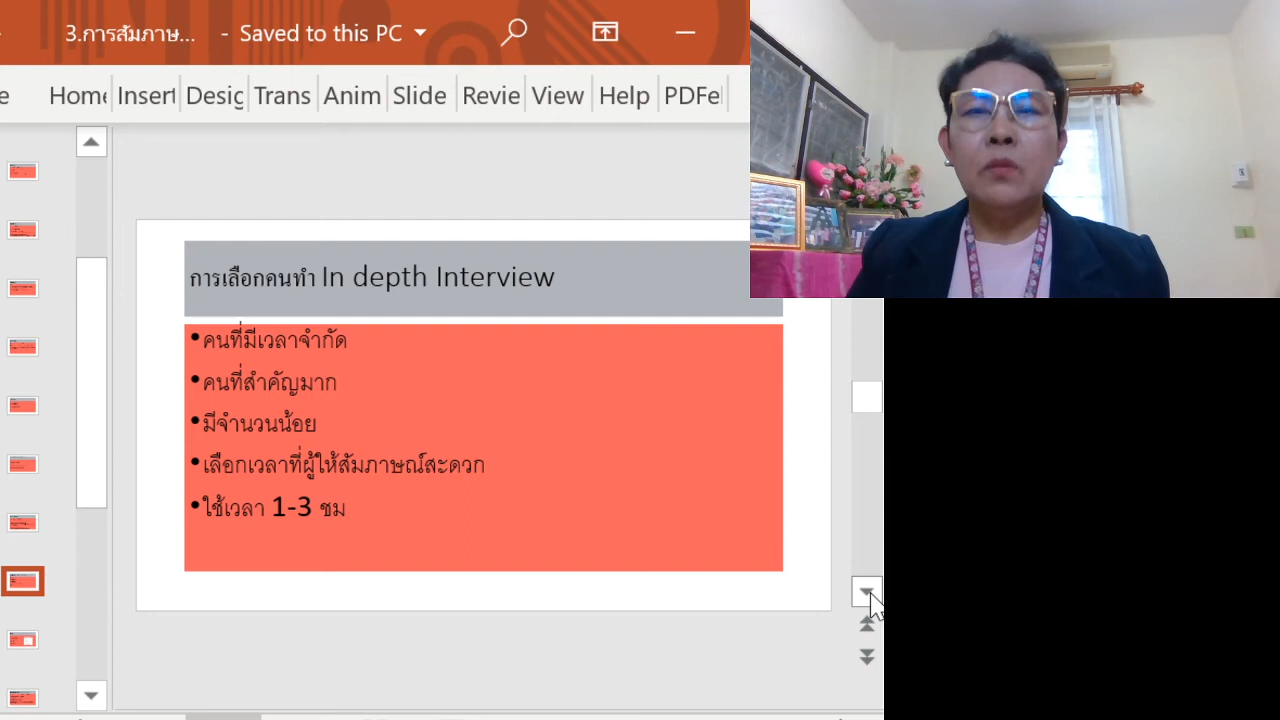 3.การสัมภาษ... - Saved to this PC
e Home Insert Desig Trans Anim Slide Revie View Help PDFe
การเลือกคนทำ In depth Interview
•คนที่มีเวลาจำกัด
•คนที่สำคัญมาก
•มีจำนวนน้อย
•เลือกเวลาที่ผู้ให้สัมภาษณ์สะดวก
•ใช้เวลา 1-3 ชม